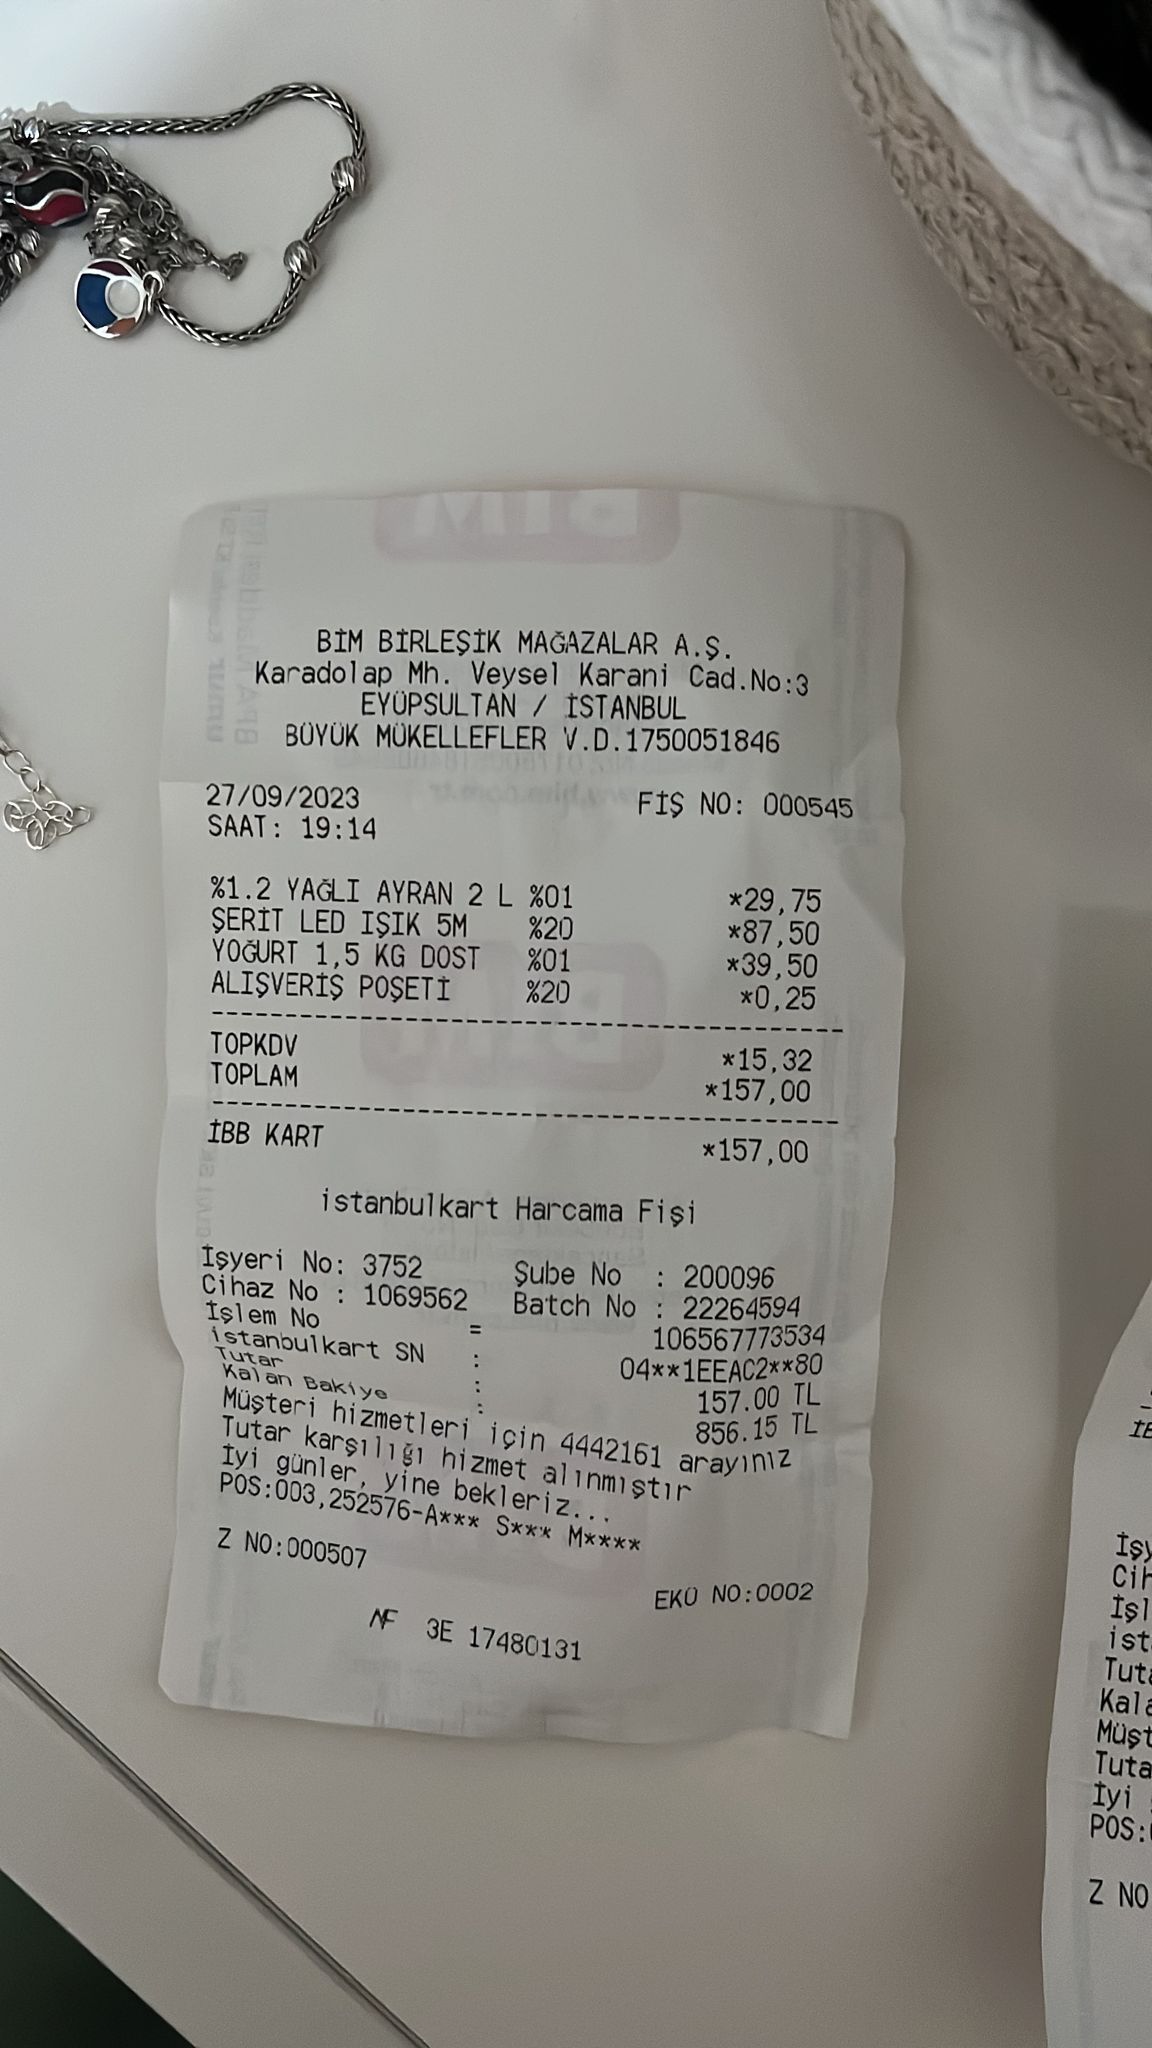 BİM BİRLEŞİK MAĞAZALAR A.Ş.
Karadolap Mh. Veysel Karani Cad.No:3
EYÜPSULTAN / İSTANBUL
BÜYÜK MÜKELLEFLER V.D.1750051846
27/09/2023 FİŞ NO: 000545
SAAT: 19:14
%1.2 YAĞLI AYRAN 2 L %01 *29,75
ŞERİT LED IŞIK 5M %20 *87,50
YOĞURT 1,5 KG DOST %01 *39,50
ALIŞVERİŞ POŞETİ %20 *0,25
TOPKDV *15,32
TOPLAM *157,00
İBB KART *157,00
istanbulkart Harcama Fişi
İşyeri No: 3752 Şube No : 200096
Cihaz No : 1069562 Batch No : 22264594
İşlem No = 106567773534
istanbulkart SN : 04**1EEAC2**80
Tutar : 157.00 TL
Kalan Bakiye : 856.15 TL
Müşteri hizmetleri için 4442161 arayınız
Tutar karşılığı hizmet alınmıştır
İyi günler, yine bekleriz...
POS:003,252576-A*** S*** M****
Z NO:000507
EKÜ NO:0002
MF 3E 17480131
İşy
Cih
İşl
ist
Tuta
Kala
Müşt
Tuta
İyi
POS:
Z NO